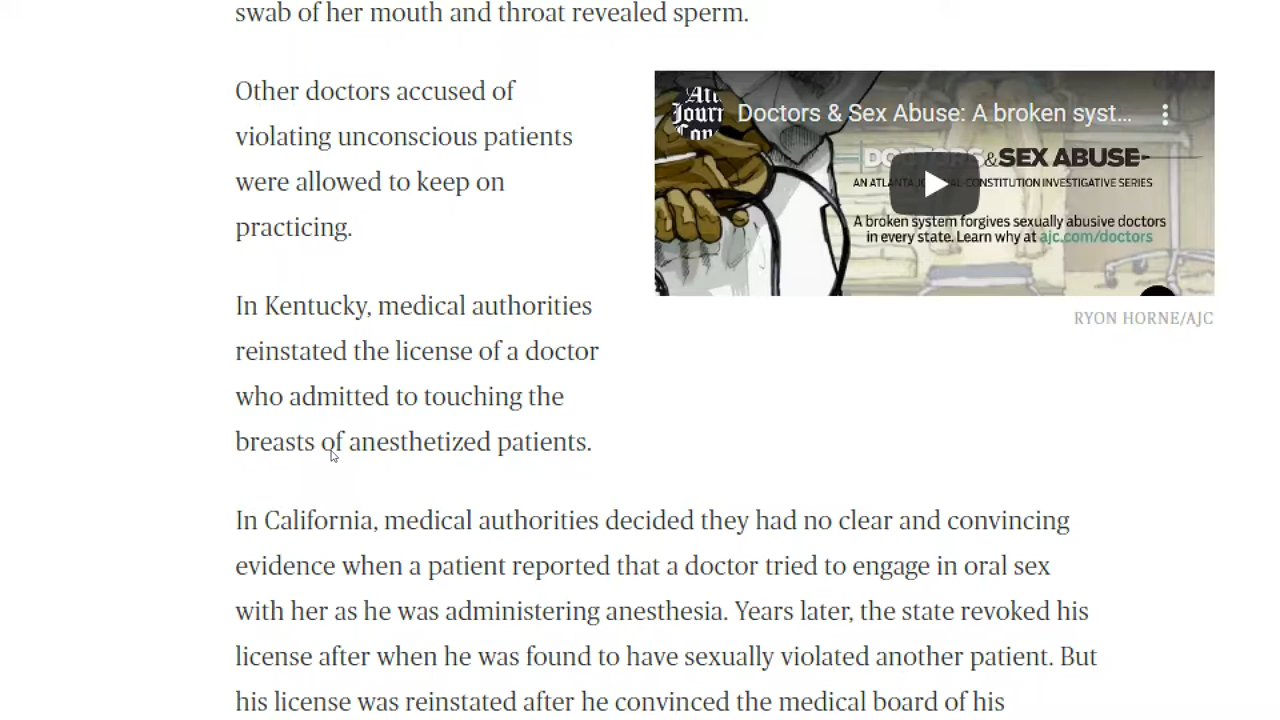 swab of her mouth and throat revealed sperm.
Other doctors accused of
violating unconscious patients
were allowed to keep on
practicing.
Doctors & Sex Abuse: A broken syst...
&SEX ABUSE
AN ATLANTA CONSTITUTION INVESTIGATIVE SERIES
A broken system forgives sexually abusive doctors
in every state. Learn why at ajc.com/doctors
RYON HORNE/AJC
In Kentucky, medical authorities
reinstated the license of a doctor
who admitted to touching the
breasts of anesthetized patients.
In California, medical authorities decided they had no clear and convincing
evidence when a patient reported that a doctor tried to engage in oral sex
with her as he was administering anesthesia. Years later, the state revoked his
license after when he was found to have sexually violated another patient. But
his license was reinstated after he convinced the medical board of his